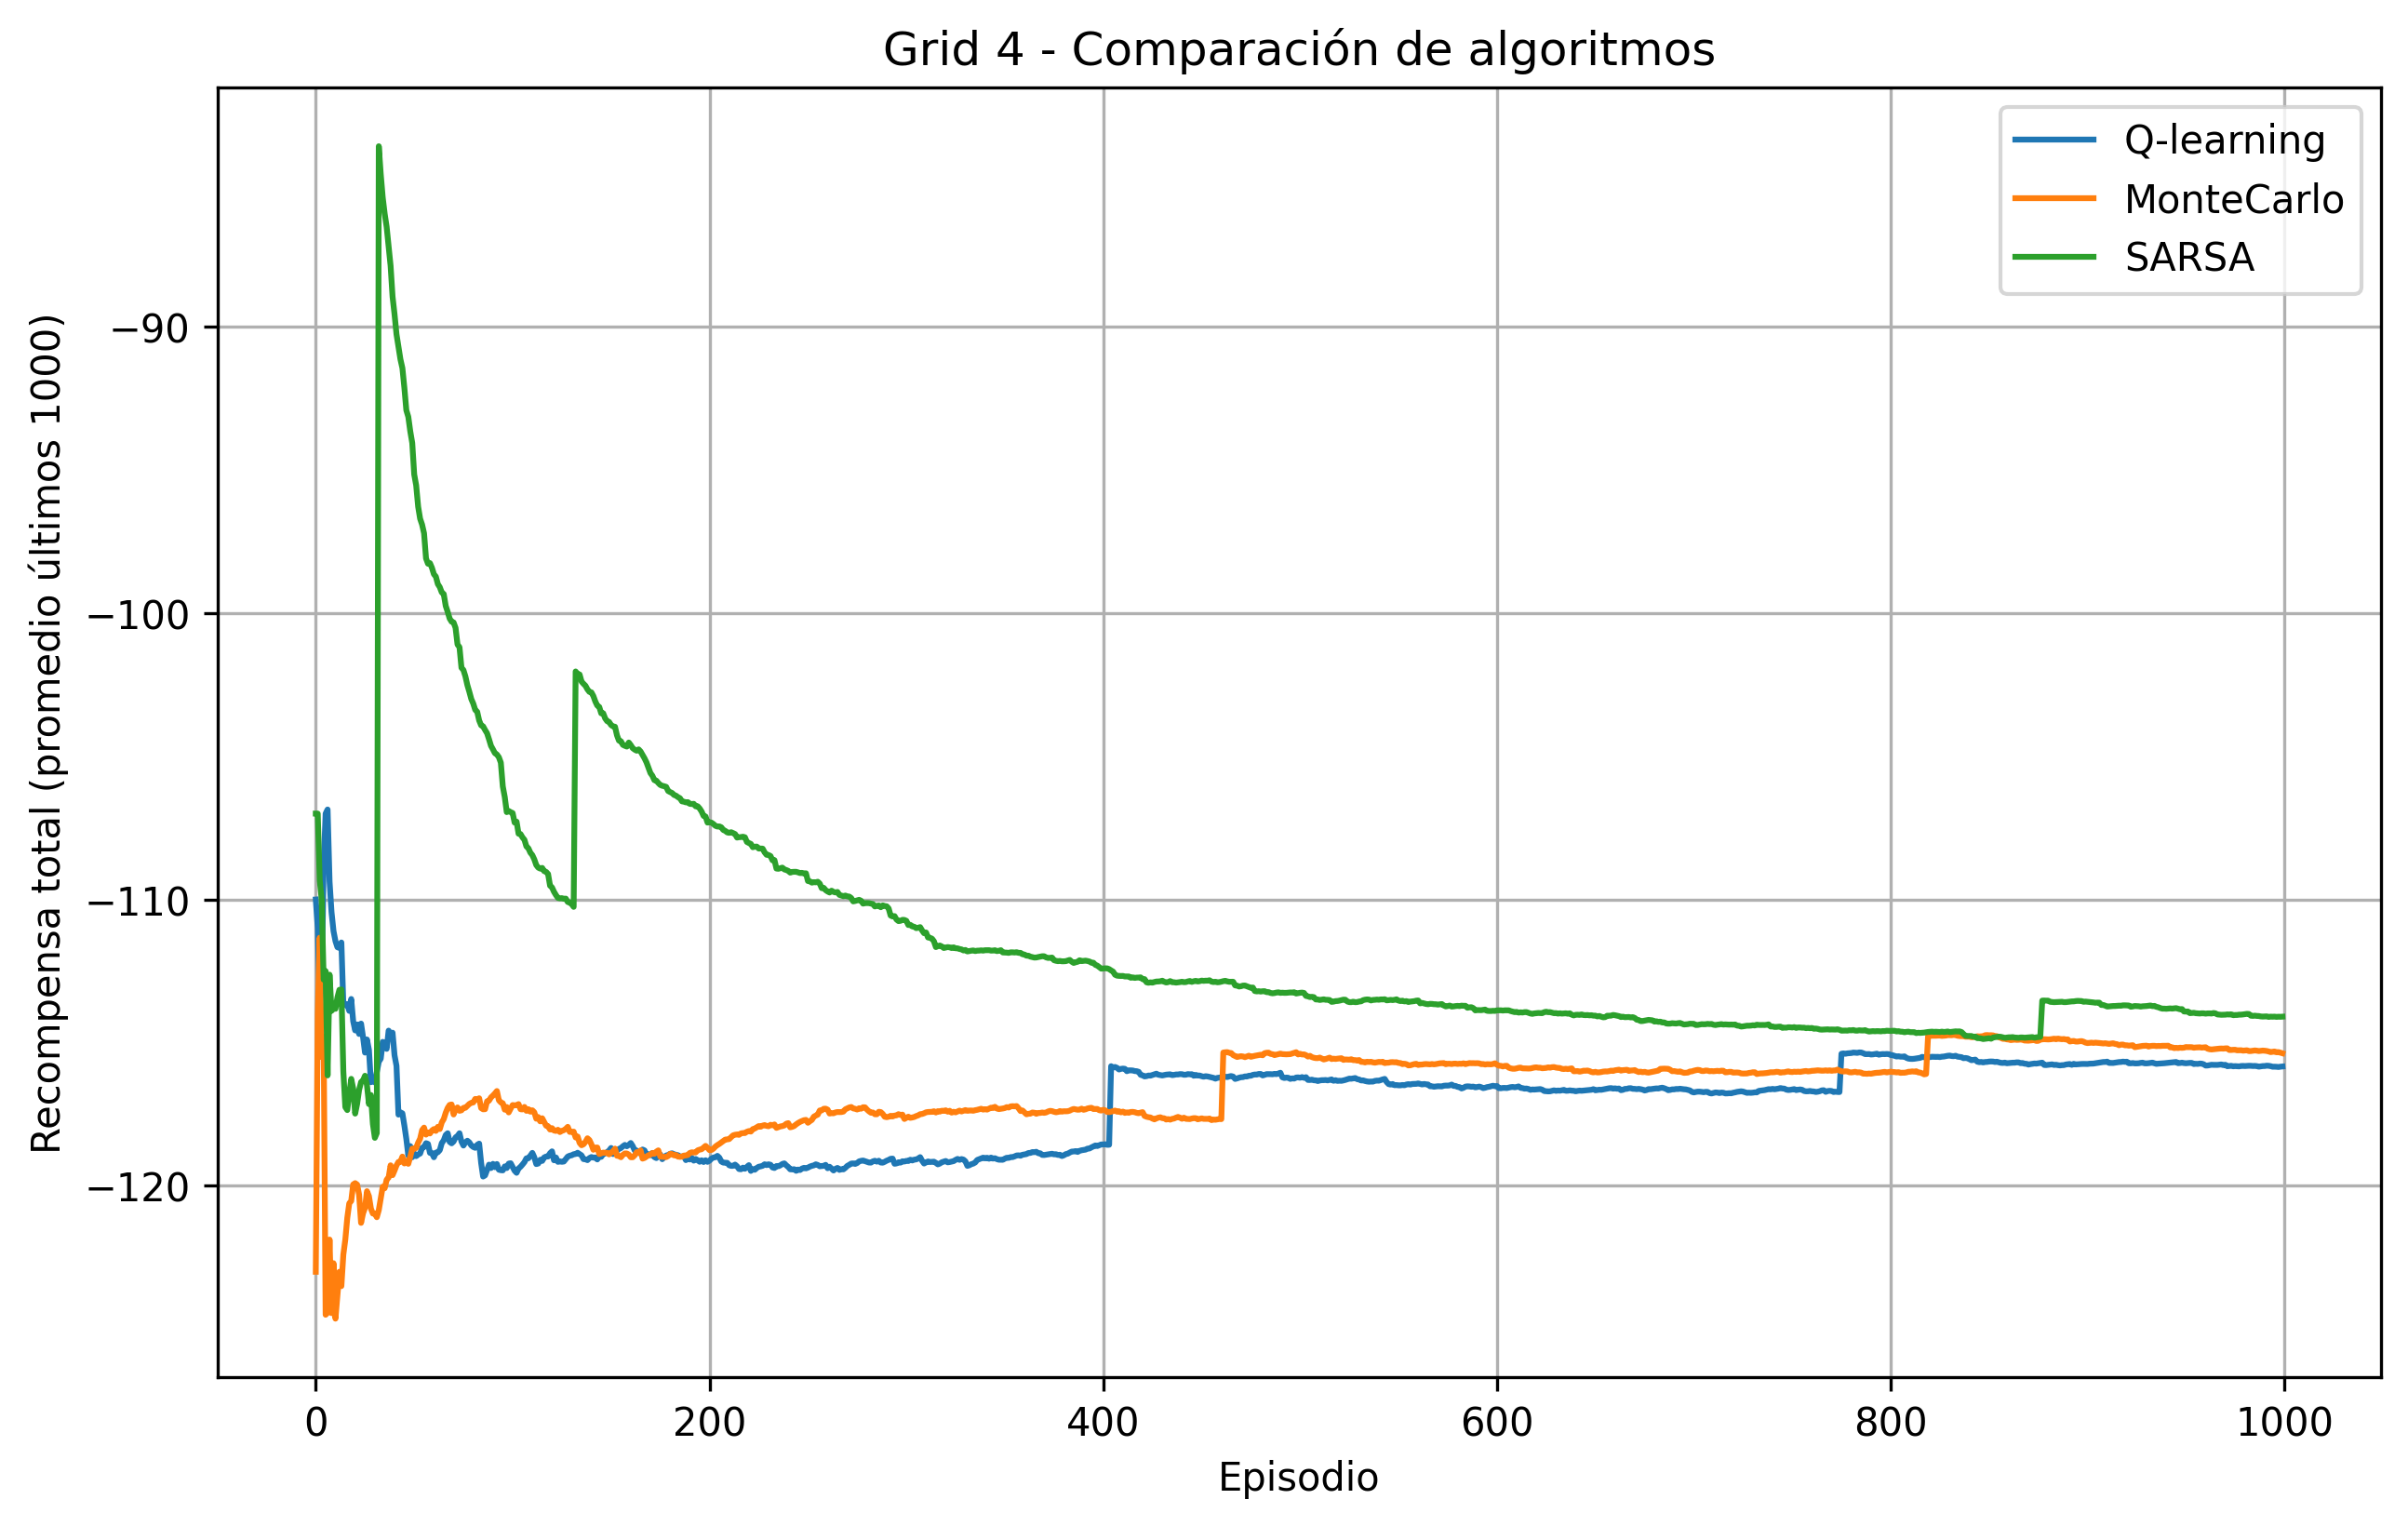 Grid 4 - Comparación de algoritmos
Q-learning
MonteCarlo
SARSA
Recompensa total (promedio últimos 1000)
−90
−100
−110
−120
0
200
400
600
800
1000
Episodio